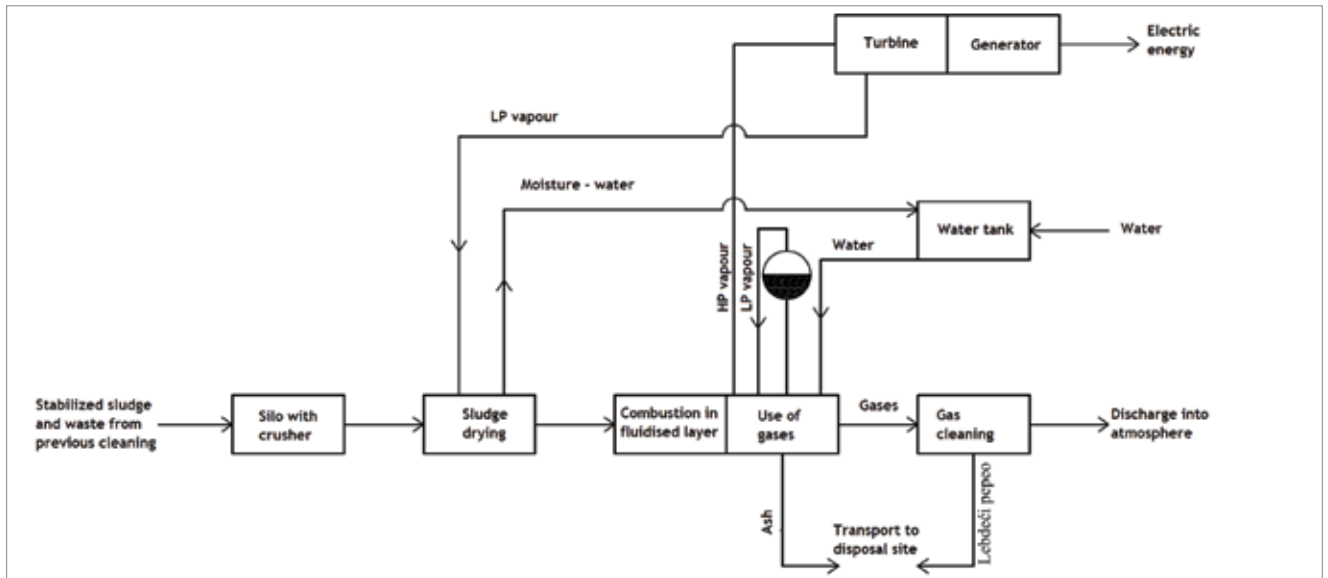 Turbine
Generator
Electric
energy
LP vapour
Moisture - water
Water tank
Water
Water
HP vapour
LP vapour
Stabilized sludge
and waste from
previous cleaning
Silo with
crusher
Sludge
drying
Combustion in
fluidised layer
Use of
gases
Gases
Gas
cleaning
Discharge into
atmosphere
Ash
Transport to
disposal site
Lebdeći pepeo